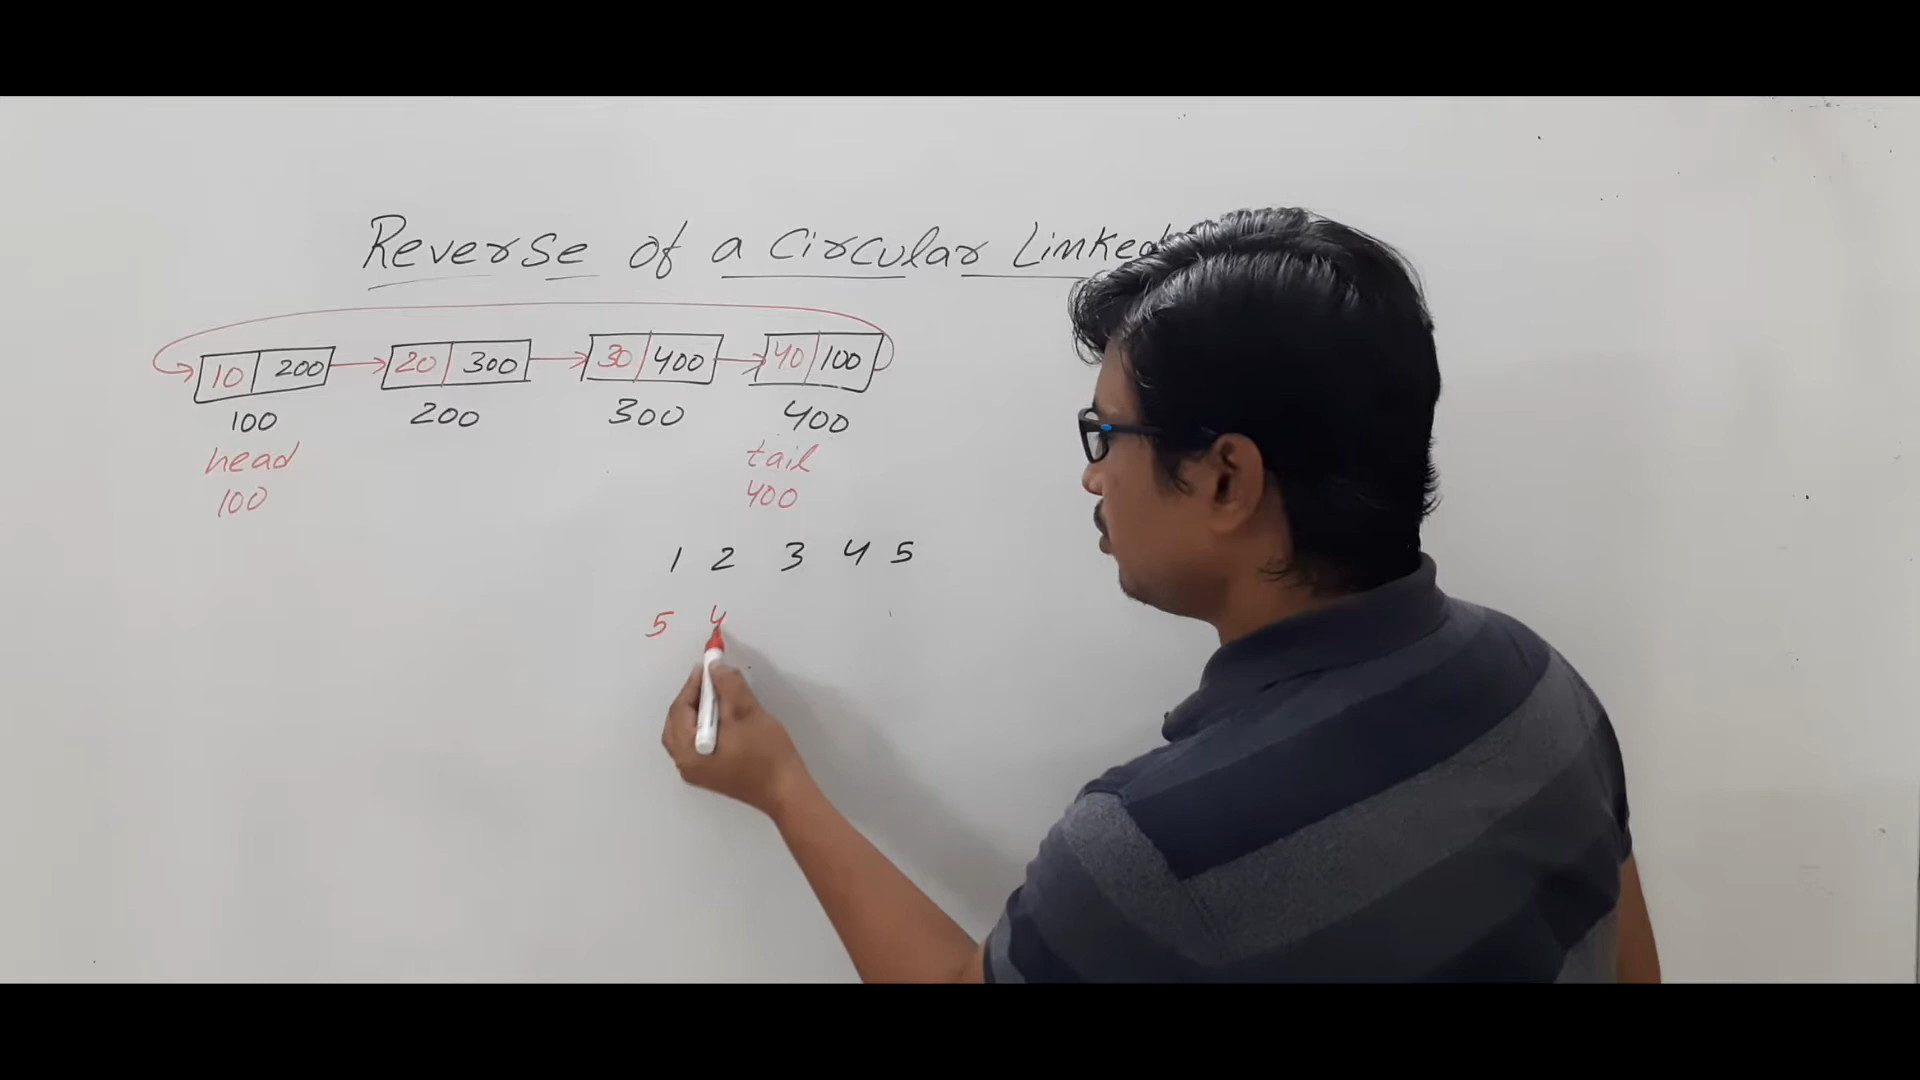 Reverse of a Circular Linked
10 200 20 300 30 400 40 100
100 200 300 400
head tail
100 400
1 2 3 4 5
5 4